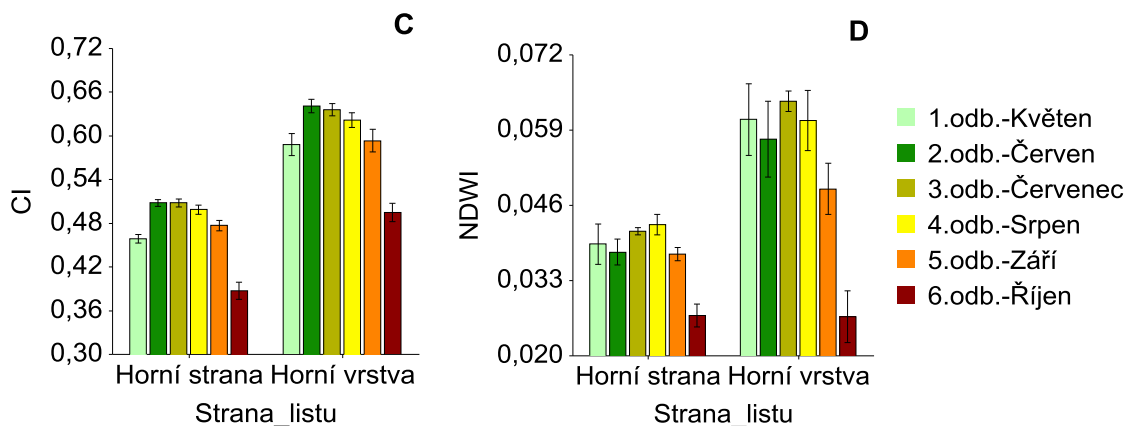 C
0,72
0,66
0,60
0,54
0,48
0,42
0,36
0,30
CI
Horní strana Horní vrstva
Strana_listu
D
0,072
0,059
0,046
0,033
0,020
NDWI
Horní strana Horní vrstva
Strana_listu
1.odb.-Květen
2.odb.-Červen
3.odb.-Červenec
4.odb.-Srpen
5.odb.-Září
6.odb.-Říjen